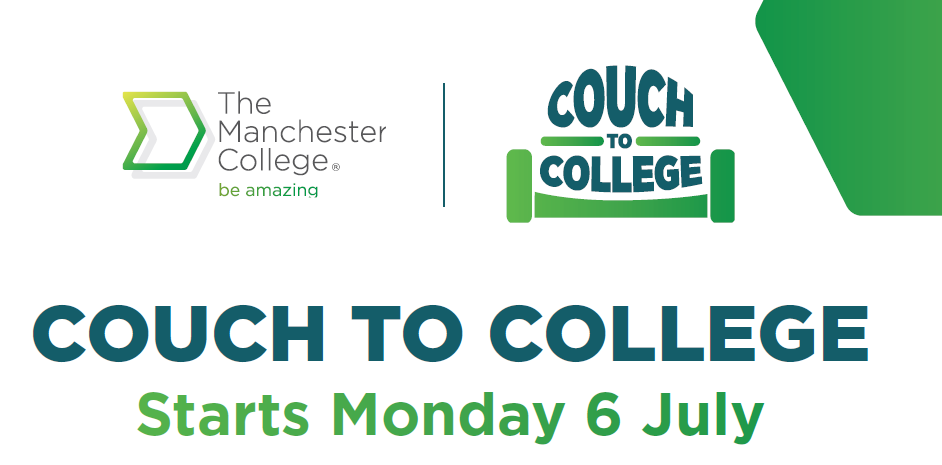 The
Manchester
College®
be amazing
COUCH
TO
COLLEGE
COUCH TO COLLEGE
Starts Monday 6 July